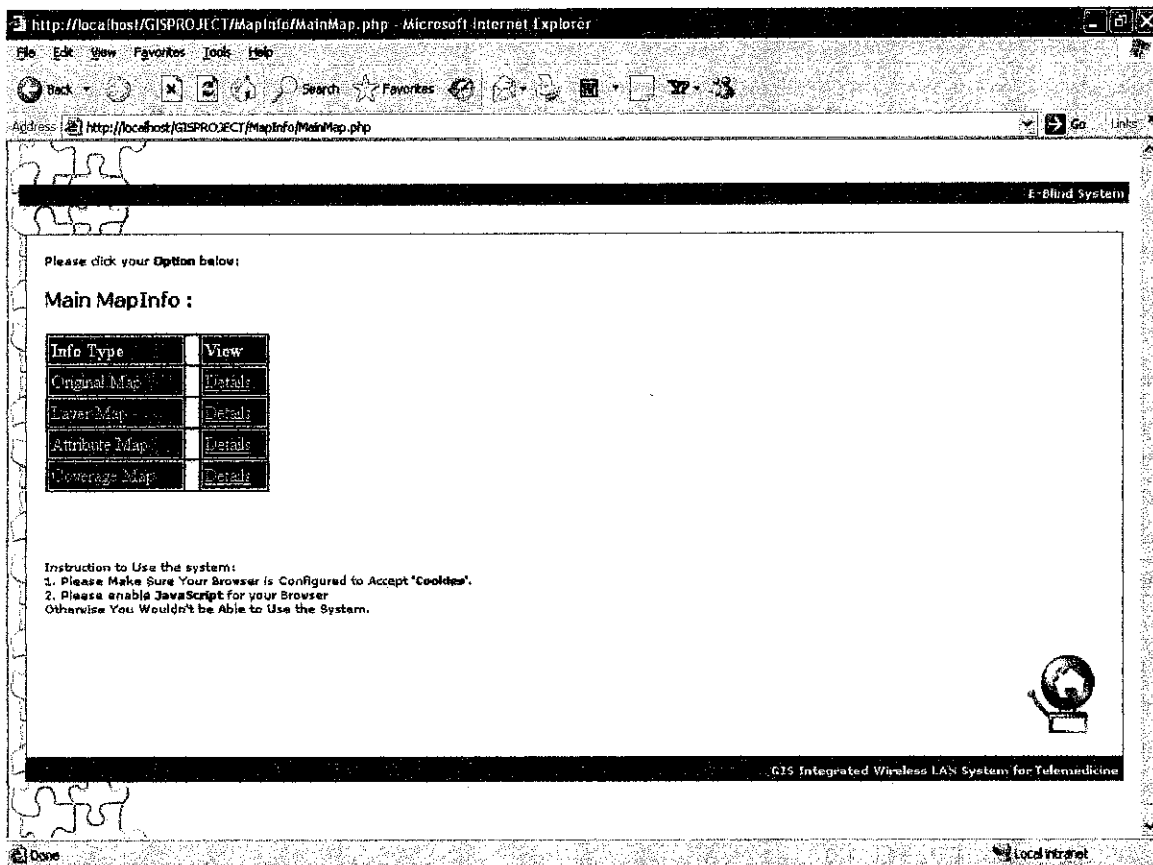 http://localhost/GISPROJECT/MapInfo/MainMap.php - Microsoft Internet Explorer
File Edit View Favorites Tools Help
Back Search Favorites
Address http://localhost/GISPROJECT/MapInfo/MainMap.php Go Links
E-Blind System
Please click your Option below:
Main MapInfo :
Info Type View
Original Map Details
Layer Map Details
Attribute Map Details
Coverage Map Details
Instruction to Use the system:
1. Please Make Sure Your Browser is Configured to Accept 'Cookies'.
2. Please enable JavaScript for your Browser
Otherwise You Wouldn't be Able to Use the System.
GIS Integrated Wireless LAN System for Telemedicine
Done Local intranet